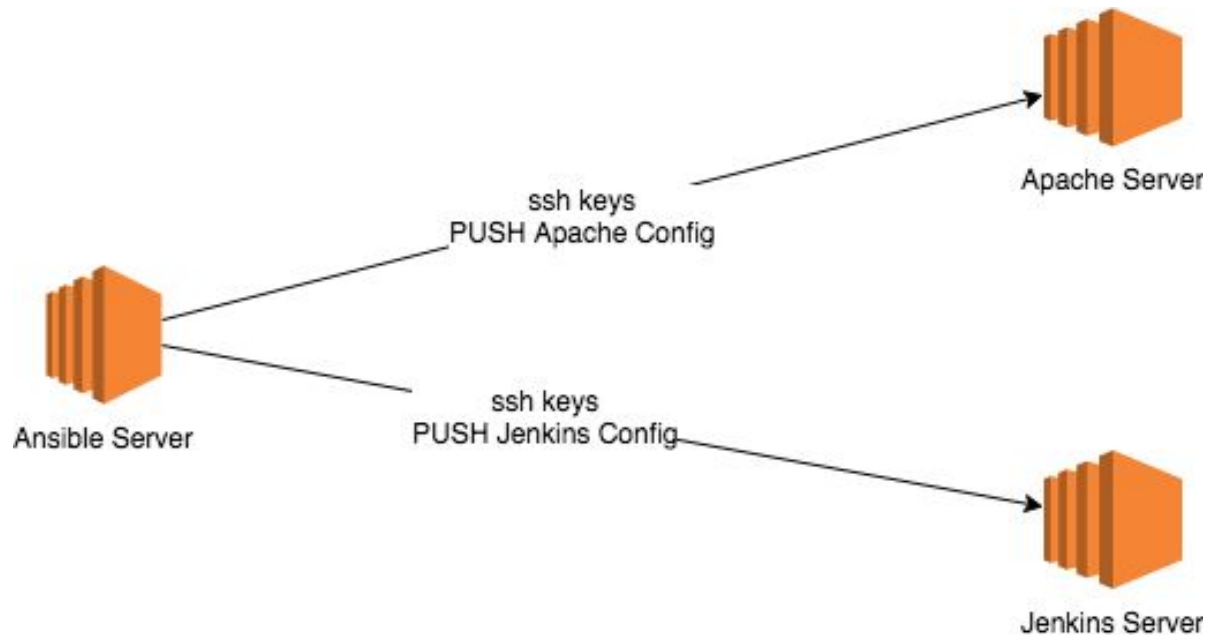 Apache Server
ssh keys
PUSH Apache Config
Ansible Server
ssh keys
PUSH Jenkins Config
Jenkins Server